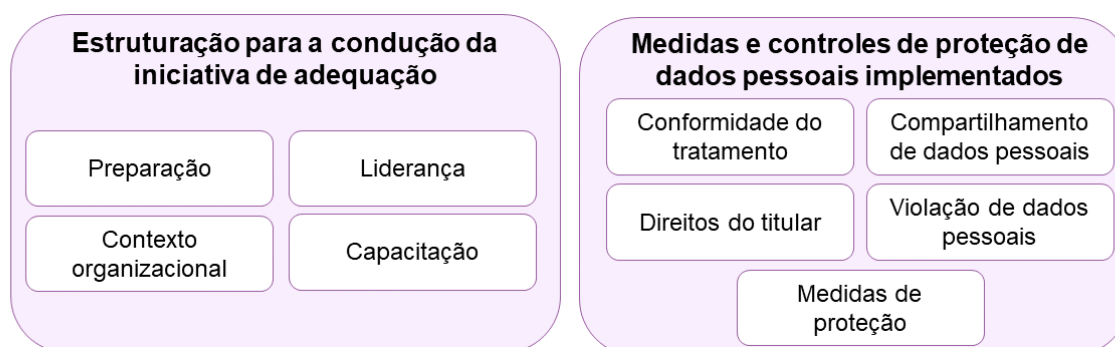 Estruturação para a condução da
iniciativa de adequação
Preparação
Liderança
Contexto
organizacional
Capacitação
Medidas e controles de proteção de
dados pessoais implementados
Conformidade do
tratamento
Compartilhamento
de dados pessoais
Direitos do titular
Violação de dados
pessoais
Medidas de
proteção